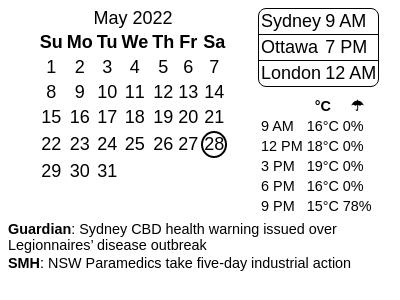 May 2022
Su Mo Tu We Th Fr Sa
1 2 3 4 5 6 7
8 9 10 11 12 13 14
15 16 17 18 19 20 21
22 23 24 25 26 27 28
29 30 31
Sydney 9 AM
Ottawa 7 PM
London 12 AM
°C ☂
9 AM 16°C 0%
12 PM 18°C 0%
3 PM 19°C 0%
6 PM 16°C 0%
9 PM 15°C 78%
Guardian: Sydney CBD health warning issued over
Legionnaires’ disease outbreak
SMH: NSW Paramedics take five-day industrial action